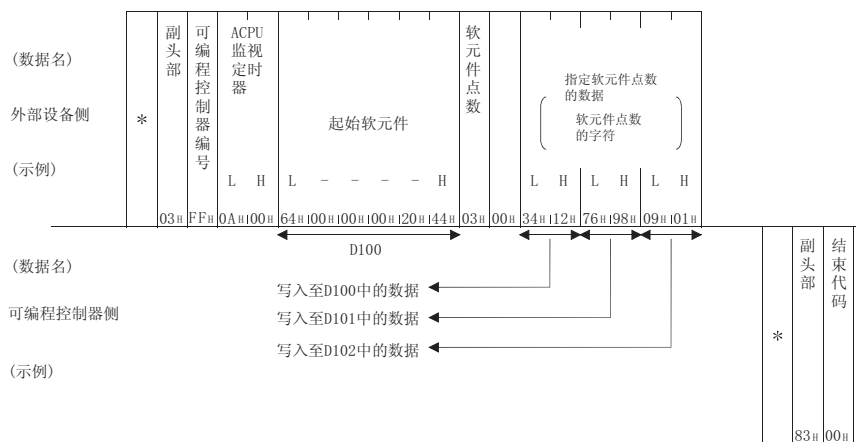 (数据名)
外部设备侧
(示例)
*
副头部
可编程控制器编号
ACPU
监视
定时
器
起始软元件
软元件点数
指定软元件点数
的数据
软元件点数
的字符
L H L - - - - H L H L H L H
03H FFH 0AH 00H 64H 00H 00H 00H 20H 44H 03H 00H 34H 12H 76H 98H 09H 01H
D100
(数据名)
可编程控制器侧
(示例)
写入至D100中的数据
写入至D101中的数据
写入至D102中的数据
*
副头部
结束代码
83H 00H